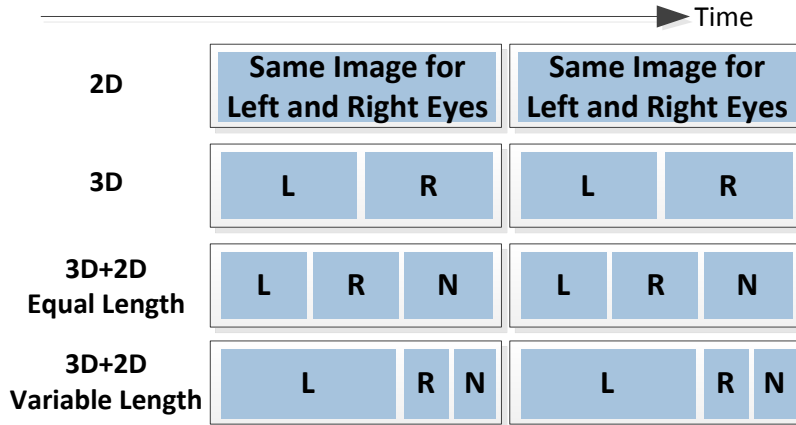 Time
2D
Same Image for
Left and Right Eyes
Same Image for
Left and Right Eyes
3D
L R L R
3D+2D
Equal Length
L R N L R N
3D+2D
Variable Length
L R N L R N